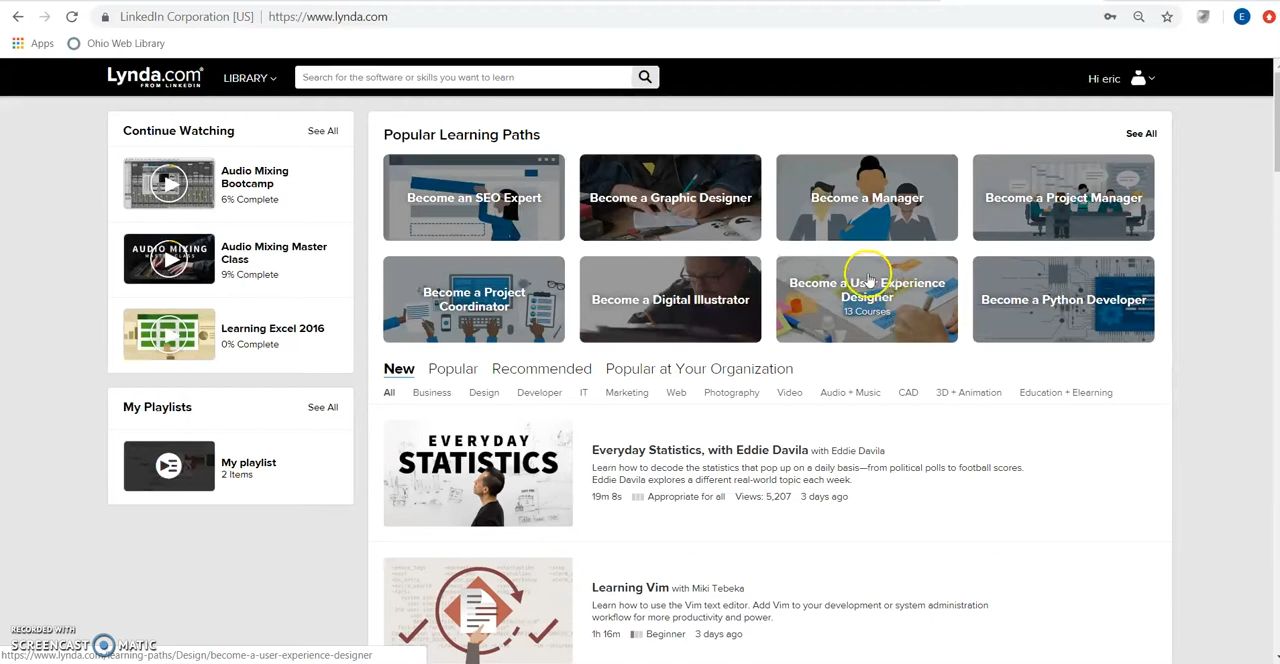 LinkedIn Corporation [US] | https://www.lynda.com
E
Apps Ohio Web Library
Lynda.com
FROM LINKEDIN
LIBRARY
Search for the software or skills you want to learn
Hi eric
Continue Watching See All
Audio Mixing
Bootcamp
6% Complete
AUDIO MIXING
MASTER CLASS
Audio Mixing Master
Class
9% Complete
Learning Excel 2016
0% Complete
My Playlists See All
My playlist
2 Items
Popular Learning Paths See All
Become an SEO Expert
Become a Graphic Designer
Become a Manager
Become a Project Manager
Become a Project
Coordinator
Become a Digital Illustrator
Become a User Experience
Designer
13 Courses
Become a Python Developer
New Popular Recommended Popular at Your Organization
All Business Design Developer IT Marketing Web Photography Video Audio + Music CAD 3D + Animation Education + Elearning
EVERYDAY
STATISTICS
Everyday Statistics, with Eddie Davila with Eddie Davila
Learn how to decode the statistics that pop up on a daily basis—from political polls to football scores.
Eddie Davila explores a different real-world topic each week.
19m 8s Appropriate for all Views: 5,207 3 days ago
Learning Vim with Miki Tebeka
Learn how to use the Vim text editor. Add Vim to your development or system administration
workflow for more productivity and power.
1h 16m Beginner 3 days ago
RECORDED WITH
SCREENCAST MATIC
https://www.lynda.com/learning-paths/Design/become-a-user-experience-designer